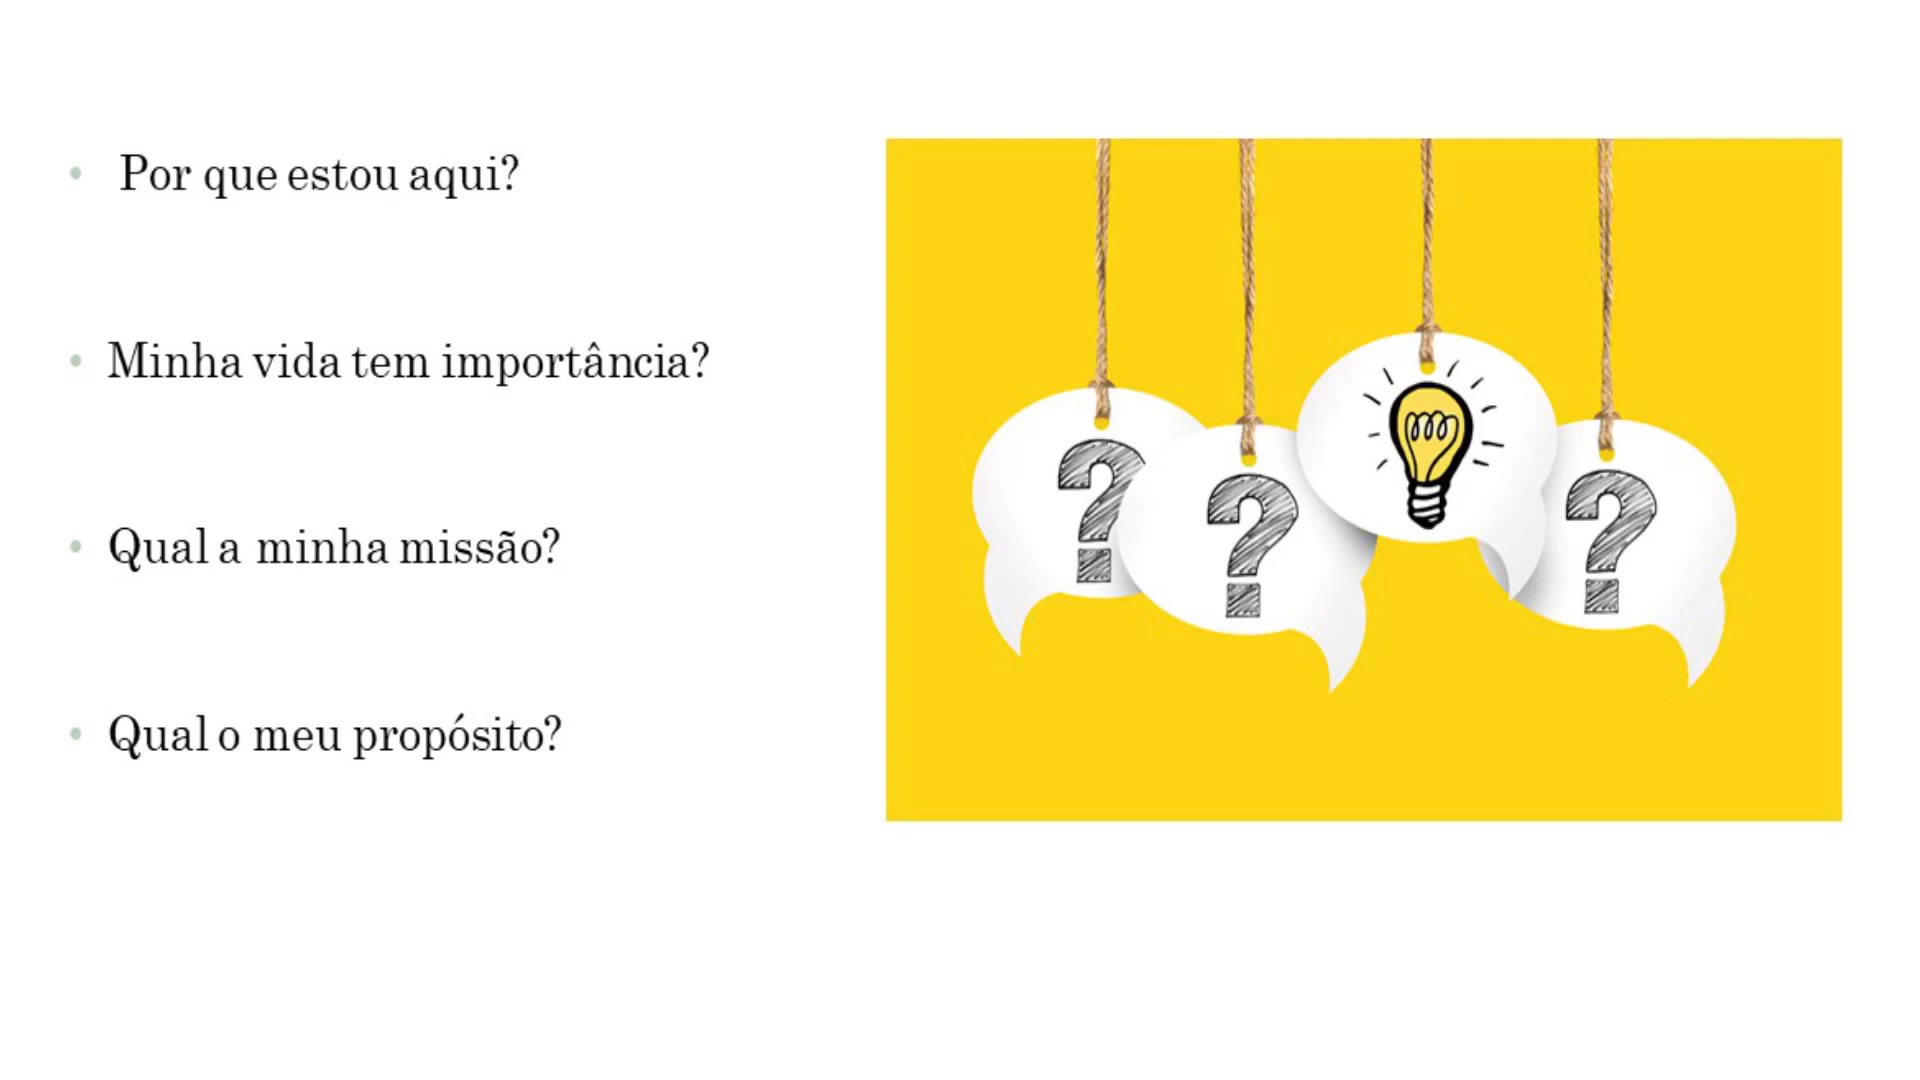 • Por que estou aqui?
• Minha vida tem importância?
• Qual a minha missão?
• Qual o meu propósito?
? ? ?